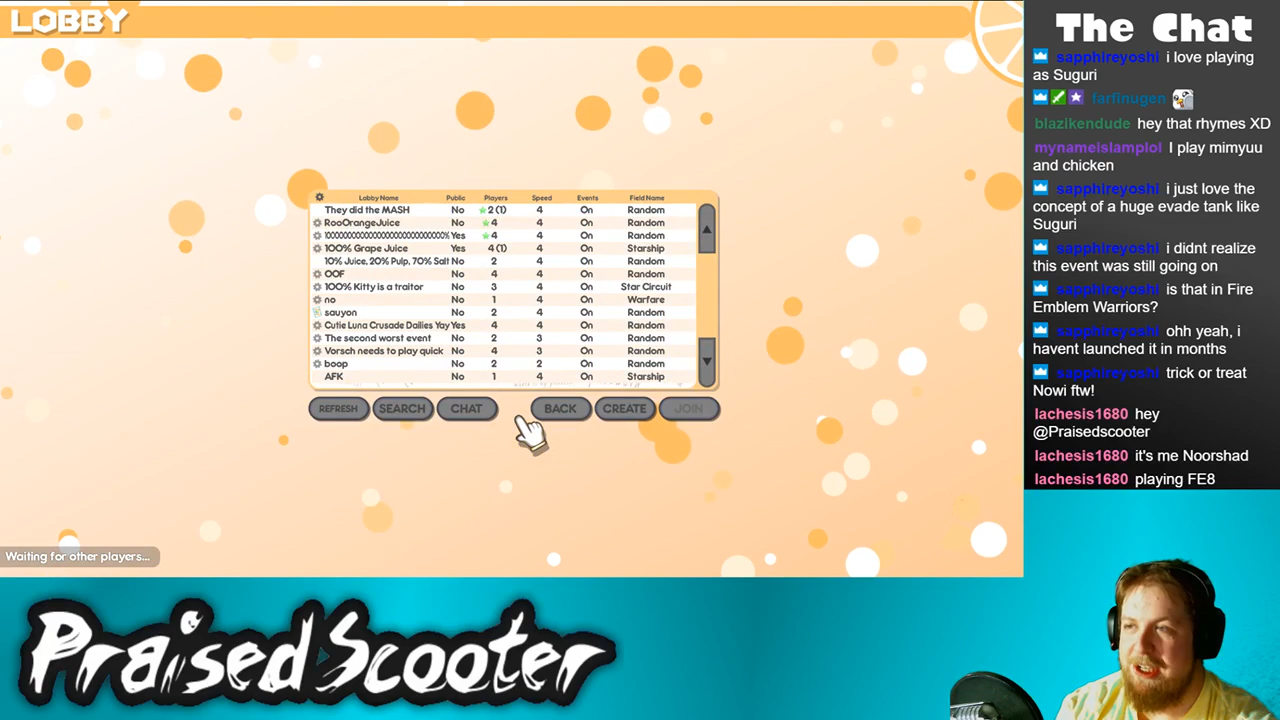 LOBBY
Lobby Name Public Players Speed Events Field Name
They did the MASH No 2 (1) 4 On Random
RooOrangeJuice No 4 4 On Random
Yes 4 4 On Random
100% Grape Juice Yes 4 (1) 4 On Starship
10% Juice, 20% Pulp, 70% Salt No 2 4 On Random
OOF No 4 4 On Random
100% Kitty is a traitor No 3 4 On Star Circuit
no No 1 4 On Warfare
sauyon No 2 4 On Random
Cutie Luna Crusade Dailies Yay Yes 4 4 On Random
The second worst event No 2 3 On Random
Vorsch needs to play quick No 4 3 On Random
boop No 2 2 On Random
AFK No 1 4 On Starship
REFRESH SEARCH CHAT BACK CREATE JOIN
Waiting for other players...
The Chat
sapphireyoshi i love playing
as Suguri
farfinugen
blazikendude hey that rhymes XD
mynameislamplol I play mimyuu
and chicken
sapphireyoshi i just love the
concept of a huge evade tank like
Suguri
sapphireyoshi i didnt realize
this event was still going on
sapphireyoshi is that in Fire
Emblem Warriors?
sapphireyoshi ohh yeah, i
havent launched it in months
sapphireyoshi trick or treat
Nowi ftw!
lachesis1680 hey
@Praisedscooter
lachesis1680 it's me Noorshad
lachesis1680 playing FE8
PraisedScooter